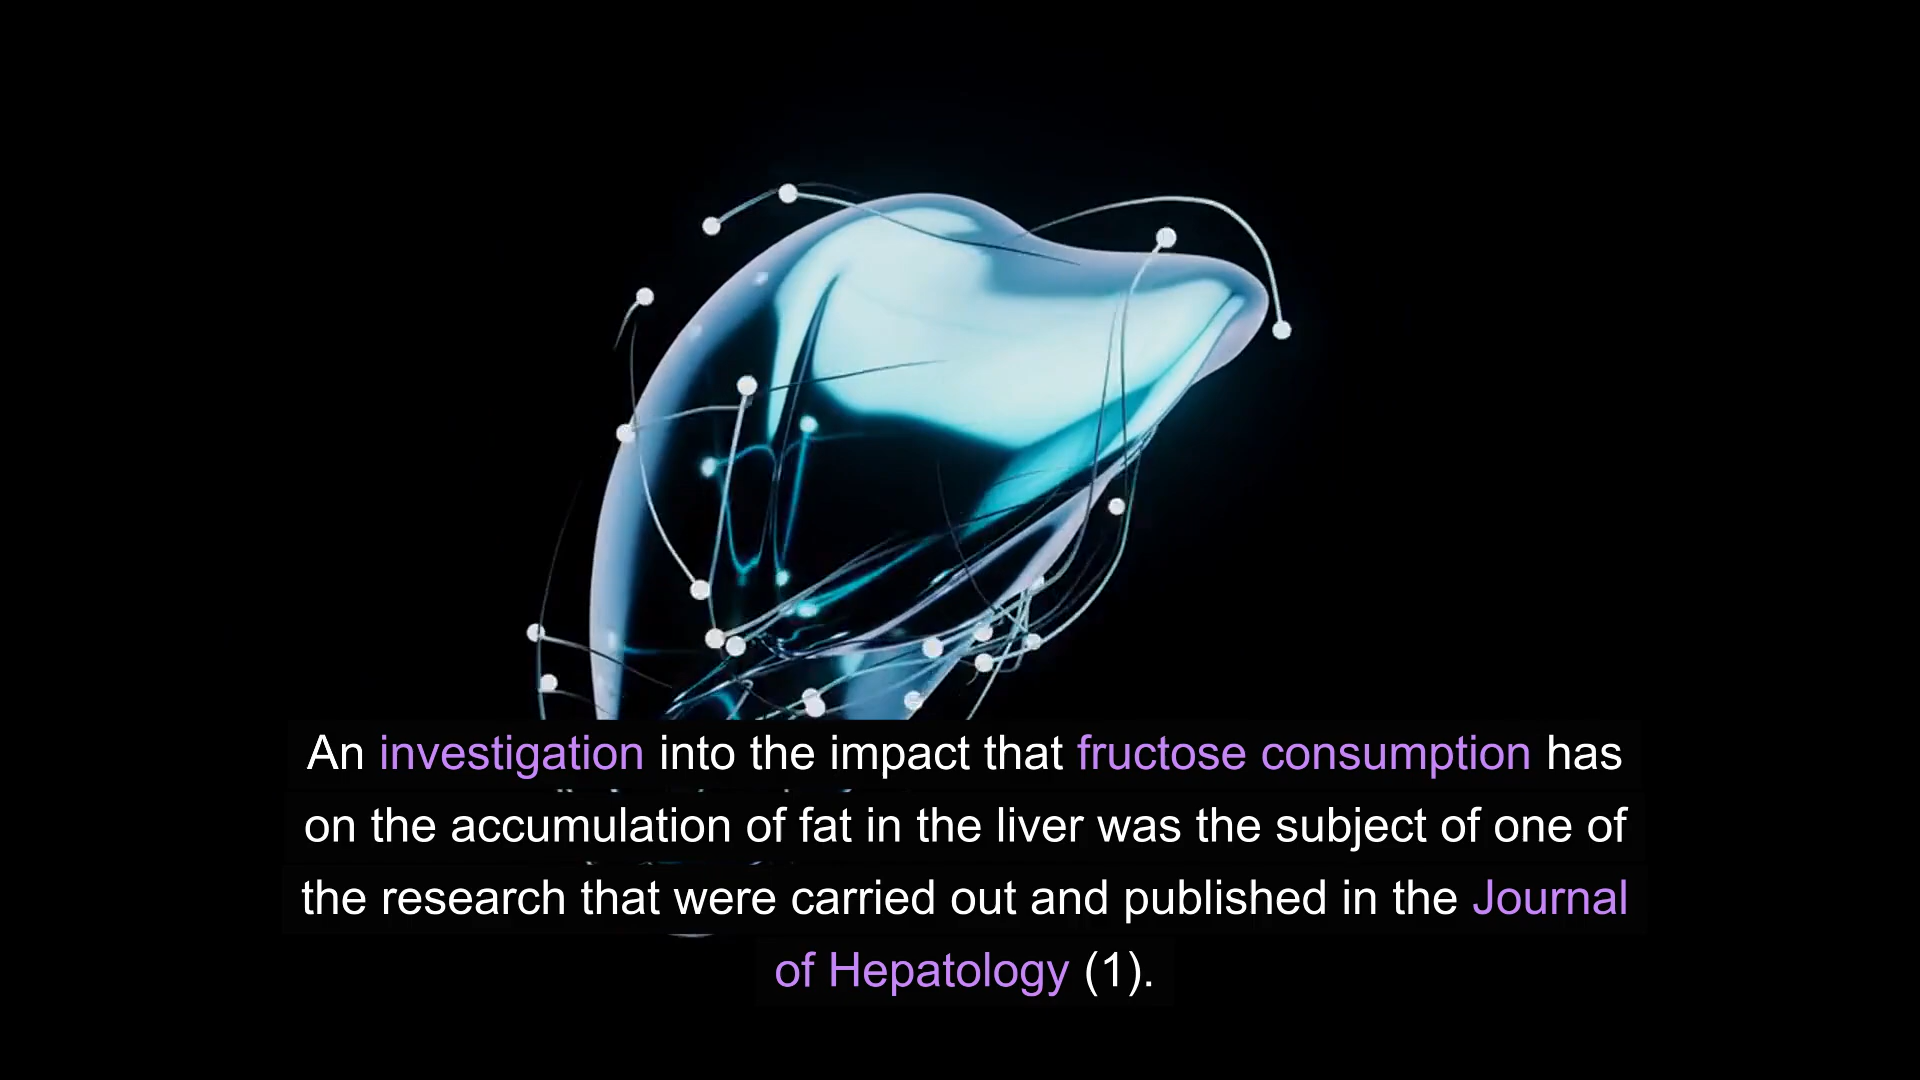 An investigation into the impact that fructose consumption has
on the accumulation of fat in the liver was the subject of one of
the research that were carried out and published in the Journal
of Hepatology (1).